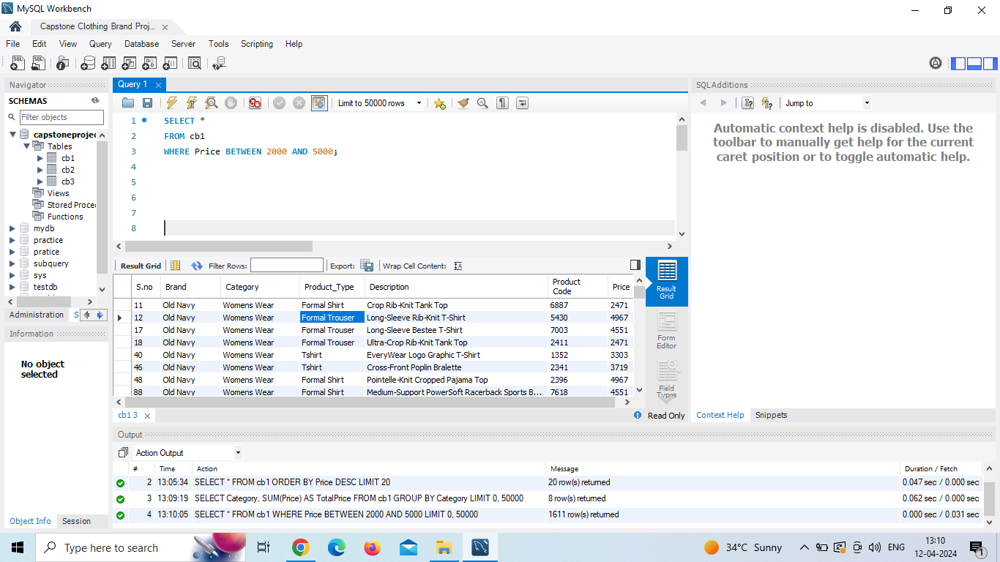 MySQL Workbench
Capstone Clothing Brand Proj...
File Edit View Query Database Server Tools Scripting Help
Navigator
SCHEMAS
Filter objects
capstoneprojec
Tables
cb1
cb2
cb3
Views
Stored Proce
Functions
mydb
practice
pratice
subquery
sys
testdb
Administration S
Information
No object
selected
Object Info Session
Query 1
Limit to 50000 rows
1 SELECT *
2 FROM cb1
3 WHERE Price BETWEEN 2000 AND 5000;
4
5
6
7
8
Result Grid Filter Rows: Export: Wrap Cell Content:
S.no Brand Category Product_Type Description Product Code Price
11 Old Navy Womens Wear Formal Shirt Crop Rib-Knit Tank Top 6887 2471
12 Old Navy Womens Wear Formal Trouser Long-Sleeve Rib-Knit T-Shirt 5430 4967
17 Old Navy Womens Wear Formal Trouser Long-Sleeve Bestee T-Shirt 7003 4551
18 Old Navy Womens Wear Formal Trouser Ultra-Crop Rib-Knit Tank Top 2411 2471
40 Old Navy Womens Wear Tshirt EveryWear Logo Graphic T-Shirt 1352 3303
46 Old Navy Womens Wear Tshirt Cross-Front Poplin Bralette 2341 3719
48 Old Navy Womens Wear Formal Shirt Pointelle-Knit Cropped Pajama Top 2396 4967
88 Old Navy Womens Wear Formal Shirt Medium-Support PowerSoft Racerback Sports B... 7618 4551
Result
Grid
Form
Editor
Field
Types
cb1 3
Read Only
SQLAdditions
Jump to
Automatic context help is disabled. Use the
toolbar to manually get help for the current
caret position or to toggle automatic help.
Context Help Snippets
Output
Action Output
# Time Action Message Duration / Fetch
2 13:05:34 SELECT * FROM cb1 ORDER BY Price DESC LIMIT 20 20 row(s) returned 0.047 sec / 0.000 sec
3 13:09:19 SELECT Category, SUM(Price) AS TotalPrice FROM cb1 GROUP BY Category LIMIT 0, 50000 8 row(s) returned 0.062 sec / 0.000 sec
4 13:10:05 SELECT * FROM cb1 WHERE Price BETWEEN 2000 AND 5000 LIMIT 0, 50000 1611 row(s) returned 0.000 sec / 0.031 sec
Type here to search
34°C Sunny
ENG
13:10
12-04-2024
1